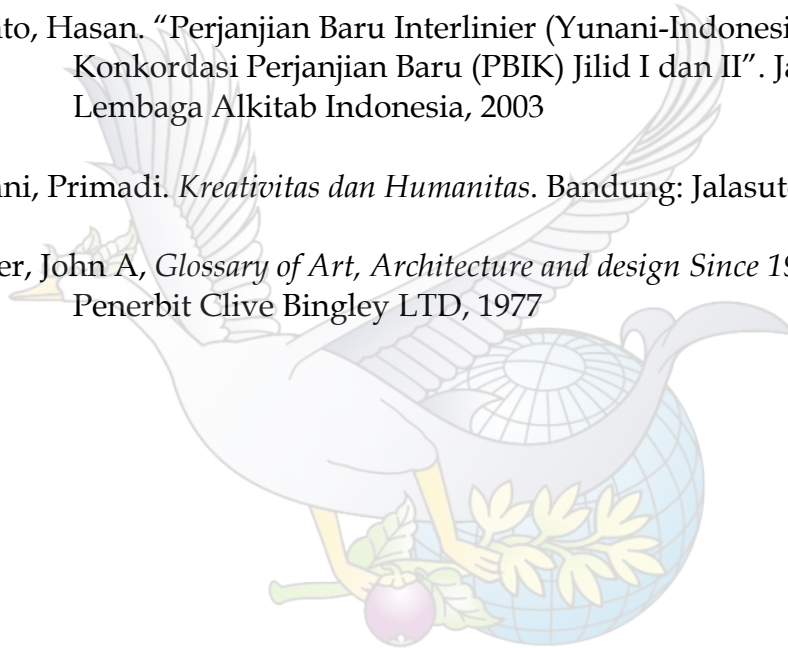 to, Hasan. “Perjanjian Baru Interlinier (Yunani-Indonesi
Konkordasi Perjanjian Baru (PBIK) Jilid I dan II”. Ja
Lembaga Alkitab Indonesia, 2003
ni, Primadi. Kreativitas dan Humanitas. Bandung: Jalasut
er, John A, Glossary of Art, Architecture and design Since 19
Penerbit Clive Bingley LTD, 1977